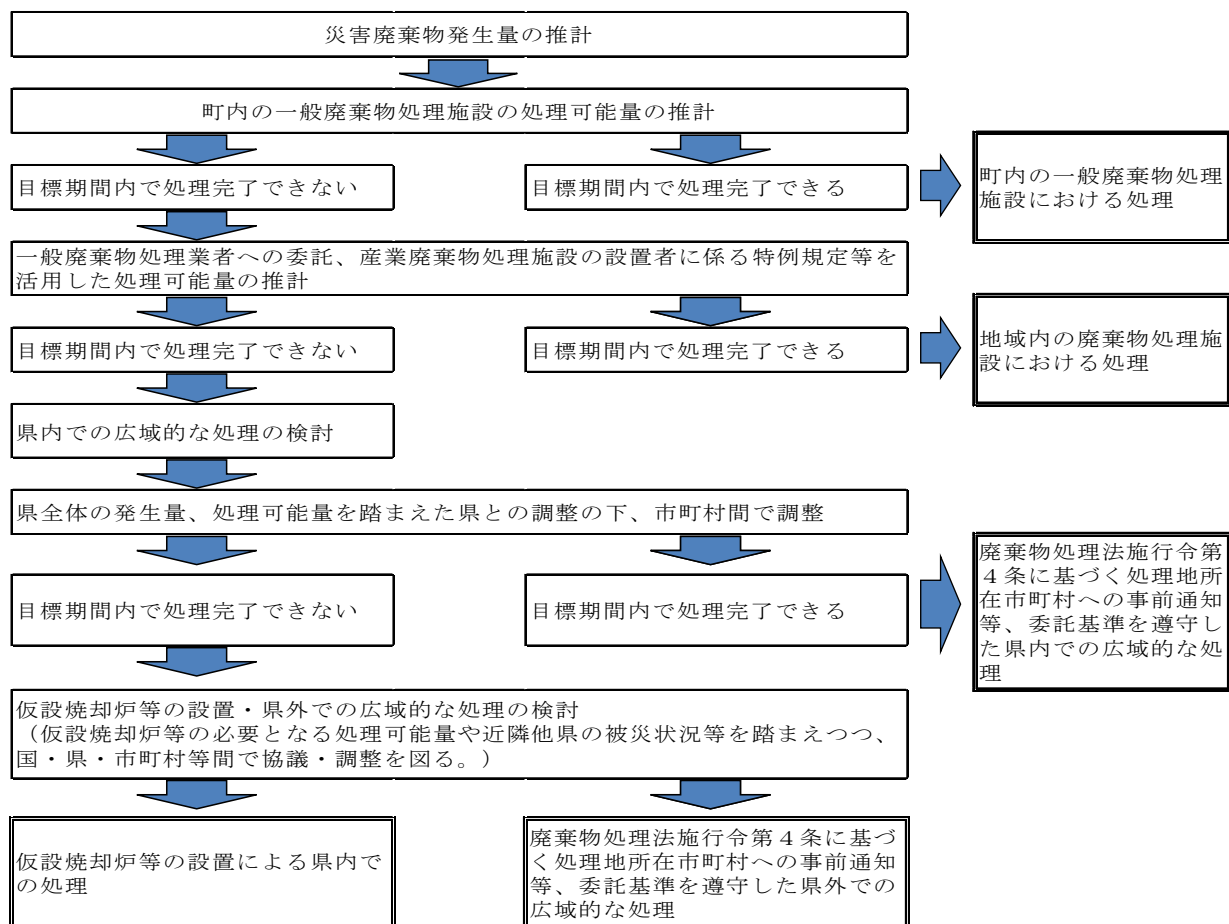 災害廃棄物発生量の推計
町内の一般廃棄物処理施設の処理可能量の推計
目標期間内で処理完了できない
目標期間内で処理完了できる
町内の一般廃棄物処理
施設における処理
一般廃棄物処理業者への委託、産業廃棄物処理施設の設置者に係る特例規定等を
活用した処理可能量の推計
目標期間内で処理完了できない
目標期間内で処理完了できる
地域内の廃棄物処理施
設における処理
県内での広域的な処理の検討
県全体の発生量、処理可能量を踏まえた県との調整の下、市町村間で調整
目標期間内で処理完了できない
目標期間内で処理完了できる
廃棄物処理法施行令第
4条に基づく処理地所
在市町村への事前通知
等、委託基準を遵守し
た県内での広域的な処
理
仮設焼却炉等の設置・県外での広域的な処理の検討
（仮設焼却炉等の必要となる処理可能量や近隣他県の被災状況等を踏まえつつ、
国・県・市町村等間で協議・調整を図る。）
仮設焼却炉等の設置による県内で
の処理
廃棄物処理法施行令第４条に基づ
く処理地所在市町村への事前通知
等、委託基準を遵守した県外での
広域的な処理